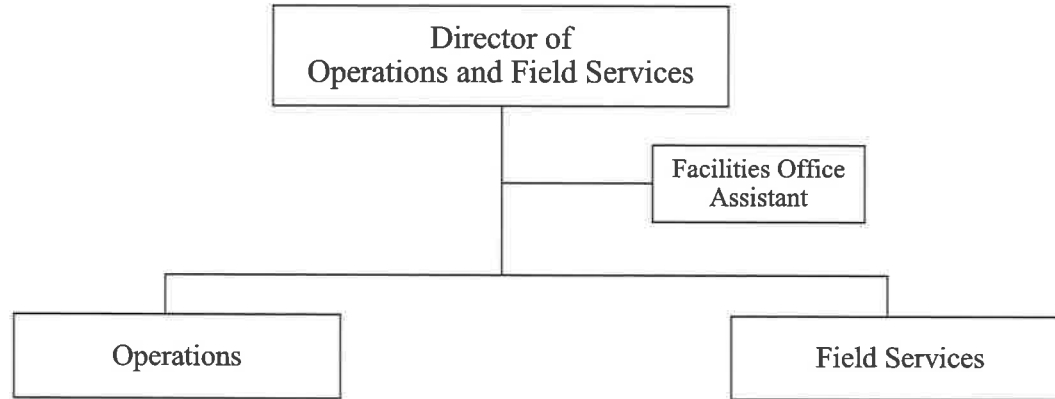 Director of
Operations and Field Services
Facilities Office
Assistant
Operations
Field Services